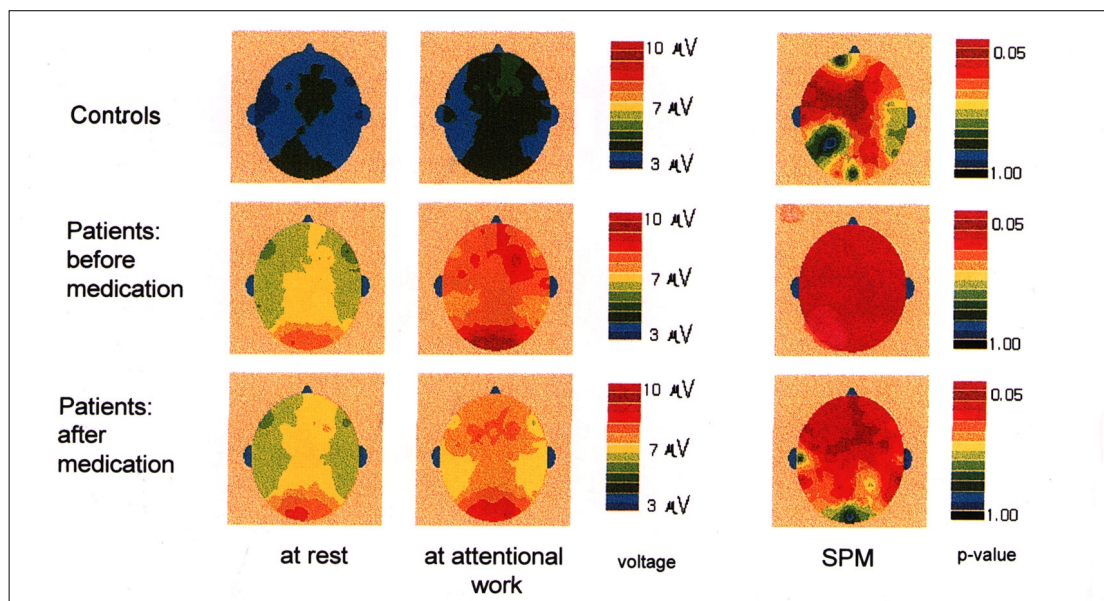 Controls
10 μV
7 μV
3 μV
0.05
1.00
Patients:
before
medication
10 μV
7 μV
3 μV
0.05
1.00
Patients:
after
medication
10 μV
7 μV
3 μV
0.05
1.00
at rest
at attentional
work
voltage
SPM
p-value